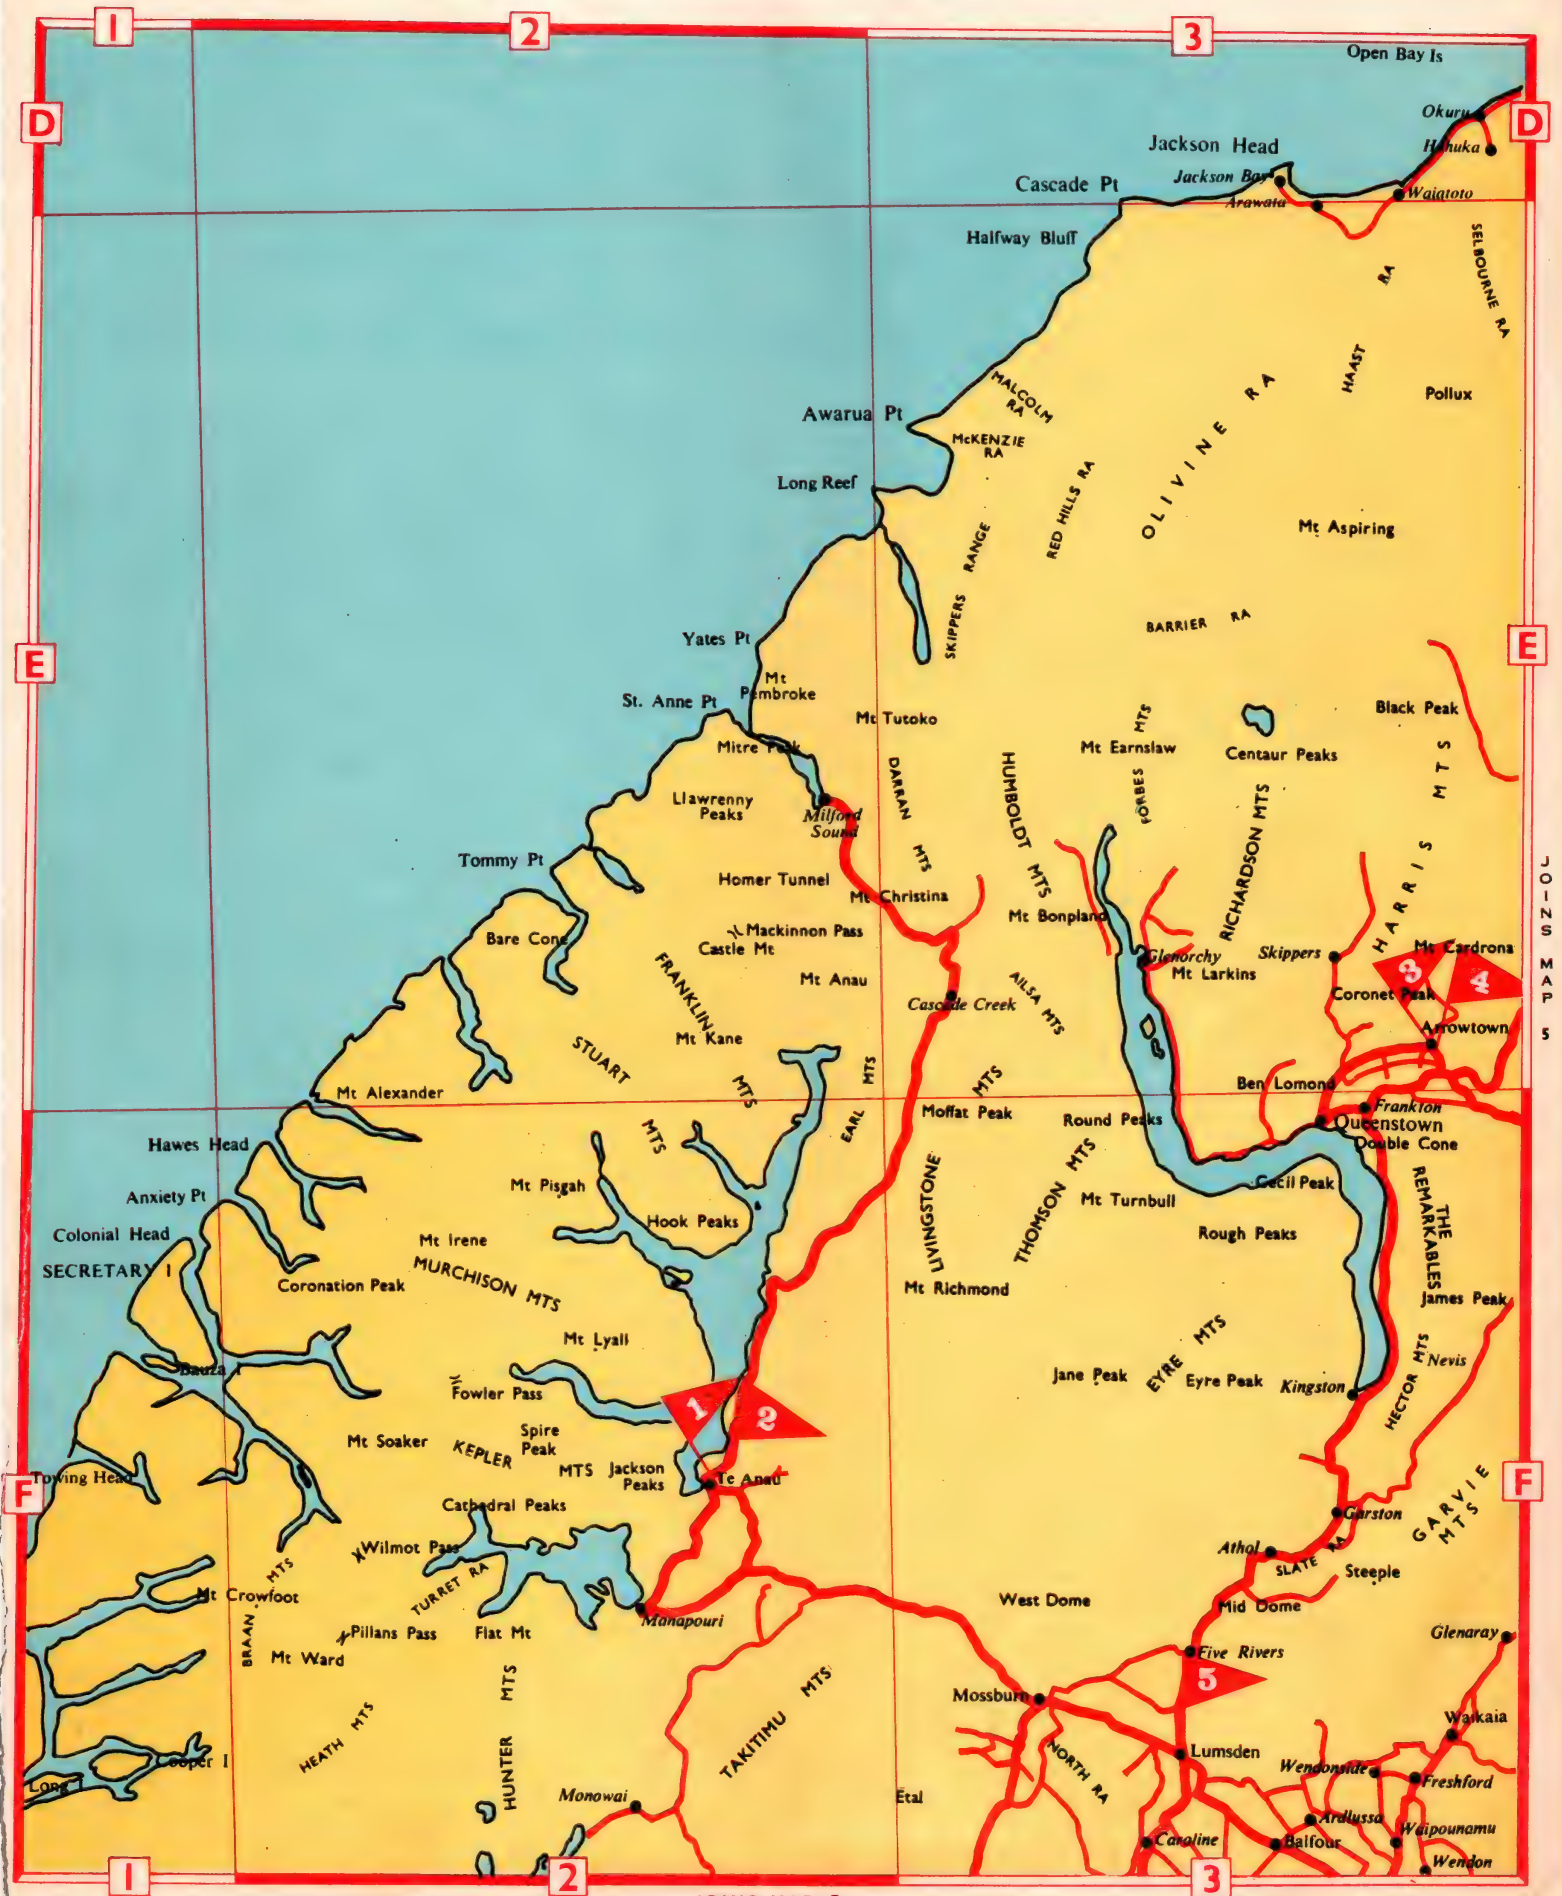 1
2
3
Open Bay Is
D
Okuru
D
Jackson Head
Cascade Pt
Jackson Bay
Waiatoto
Arawata
Halfway Bluff
SELBOURNE RA
HAAST RA
MALCOLM
RA
OLIVINE RA
Pollux
Awarua Pt
McKENZIE
RA
Long Reef
RED HILLS RA
Mt Aspiring
SKIPPERS RANGE
BARRIER RA
Yates Pt
E
E
Mt
Pembroke
St. Anne Pt
Mt Tutoko
Black Peak
Mitre Peak
Mt Earnslaw
FORBES MTS
Centaur Peaks
Llawrenny
Peaks
Milford
Sound
DARRAN MTS
HUMBOLDT MTS
RICHARDSON MTS
HARRIS MTS
Tommy Pt
Homer Tunnel
Mt Christina
JOINS MAP 5
Mt Bonpland
Bare Cone
Mackinnon Pass
Castle Mt
Glenorchy
Skippers
Mt Cardrona
3
4
Mt Larkins
Mt Anau
FRANKLIN MTS
Cascade Creek
AILSA MTS
Coronet Peak
Mt Kane
Arrowtown
STUART MTS
Mt Alexander
EARL MTS
Ben Lomond
Moffat Peak
Round Peaks
Frankton
Queenstown
Hawes Head
Double Cone
Mt Pisgah
Anxiety Pt
LIVINGSTONE MTS
THOMSON MTS
Cecil Peak
Mt Turnbull
Hook Peaks
THE
REMARKABLES
Colonial Head
Mt Irene
Rough Peaks
SECRETARY I
MURCHISON MTS
Coronation Peak
Mt Richmond
James Peak
Mt Lyall
EYRE MTS
HECTOR MTS
Nevis
Bauza I
Jane Peak
Eyre Peak
Kingston
Fowler Pass
1
2
Mt Soaker
Spire
Peak
KEPLER MTS
Jackson
Peaks
Te Anau
Towing Head
F
F
Cathedral Peaks
GARVIE
MTS
Garston
Wilmot Pass
Athol
SLATE RA
Steeple
Mt Crowfoot
BRAAN MTS
TURRET RA
West Dome
Mid Dome
Manapouri
Pillans Pass
Flat Mt
Glenaray
Mt Ward
Five Rivers
5
HUNTER MTS
TAKITIMU MTS
Mossburn
HEATH MTS
Waikaia
Cooper I
NORTH RA
Lumsden
Wendonside
Freshford
Long I
Monowai
Etal
Ardlussa
Waipounamu
Caroline
Balfour
Wendon
1
2
3